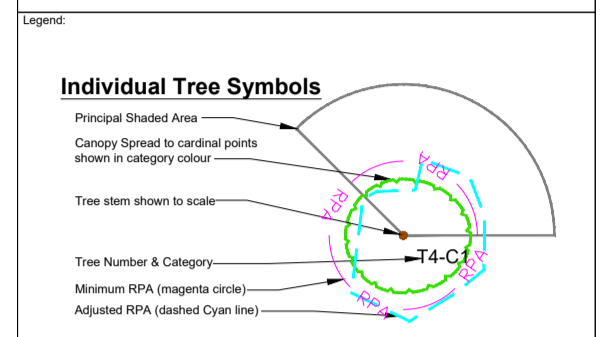 Legend:
Individual Tree Symbols
Principal Shaded Area
Canopy Spread to cardinal points
shown in category colour
Tree stem shown to scale
Tree Number & Category
Minimum RPA (magenta circle)
Adjusted RPA (dashed Cyan line)
RPA
RPA
RPA
T4-C1
RPA
RPA